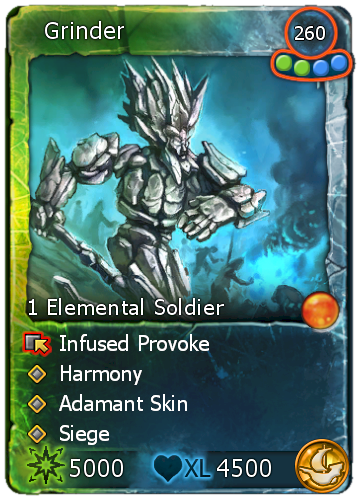 Grinder
260
1 Elemental Soldier
Infused Provoke
Harmony
Adamant Skin
Siege
5000 XL 4500